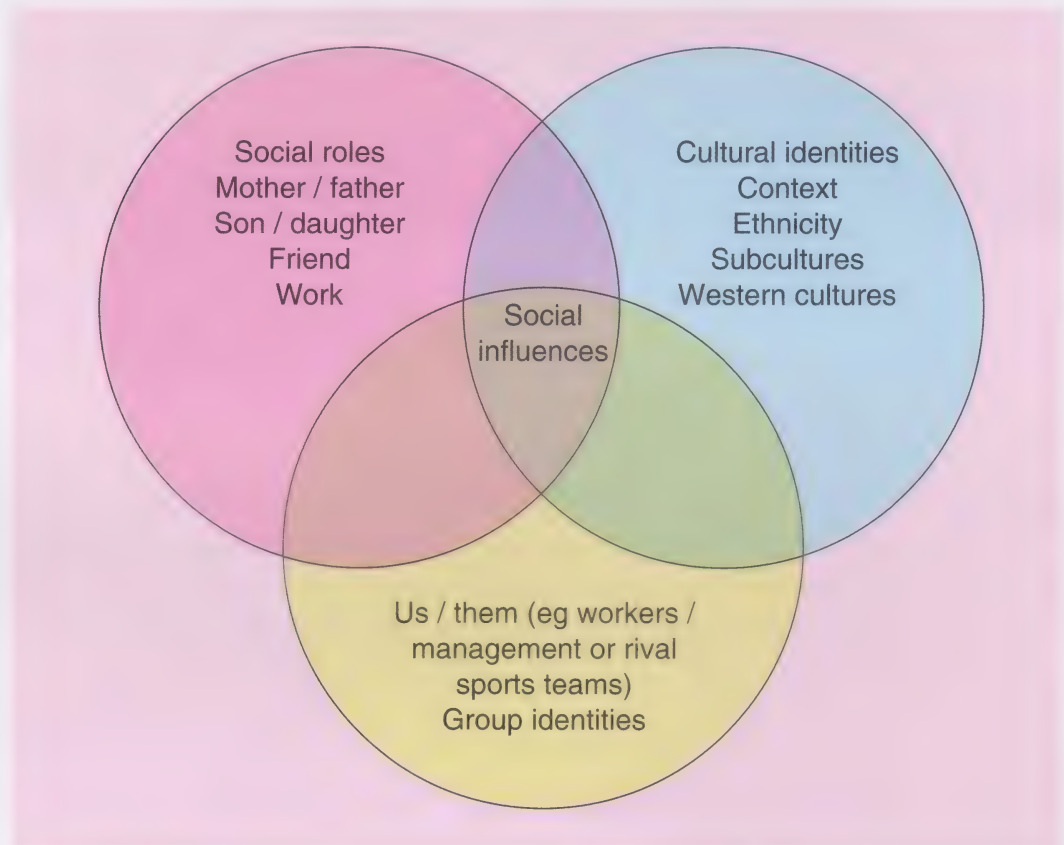 Social roles
Mother / father
Son / daughter
Friend
Work
Cultural identities
Context
Ethnicity
Subcultures
Western cultures
Social
influences
Us / them (eg workers /
management or rival
sports teams)
Group identities